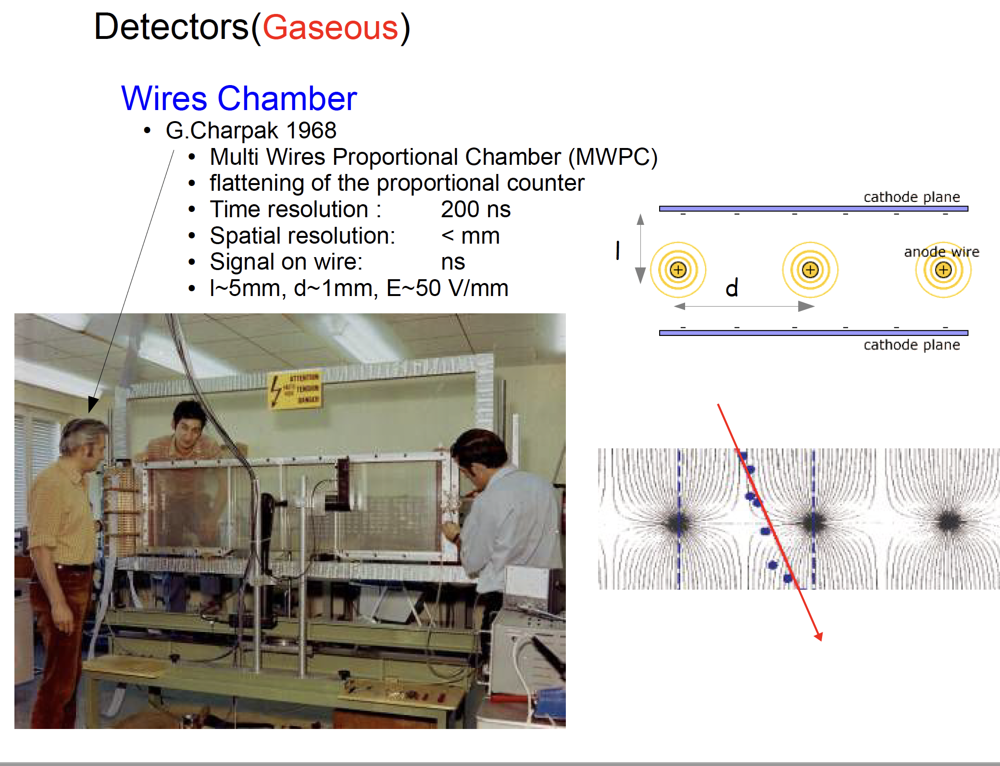 Detectors(Gaseous)
Wires Chamber
• G.Charpak 1968
• Multi Wires Proportional Chamber (MWPC)
• flattening of the proportional counter
• Time resolution : 200 ns
• Spatial resolution: < mm
• Signal on wire: ns
• l~5mm, d~1mm, E~50 V/mm
cathode plane
l
anode wire
d
cathode plane
ATTENTION
TENSION
DANGER